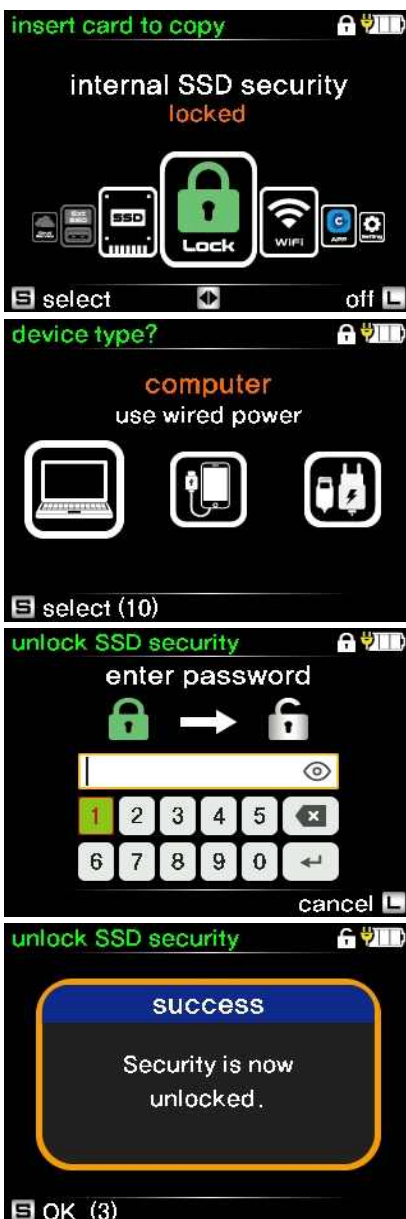 insert card to copy
internal SSD security
locked
SSD
Lock
WiFi
APP
S select
off L
device type?
computer
use wired power
S select (10)
unlock SSD security
enter password
1 2 3 4 5
6 7 8 9 0
cancel L
unlock SSD security
success
Security is now
unlocked.
S OK (3)